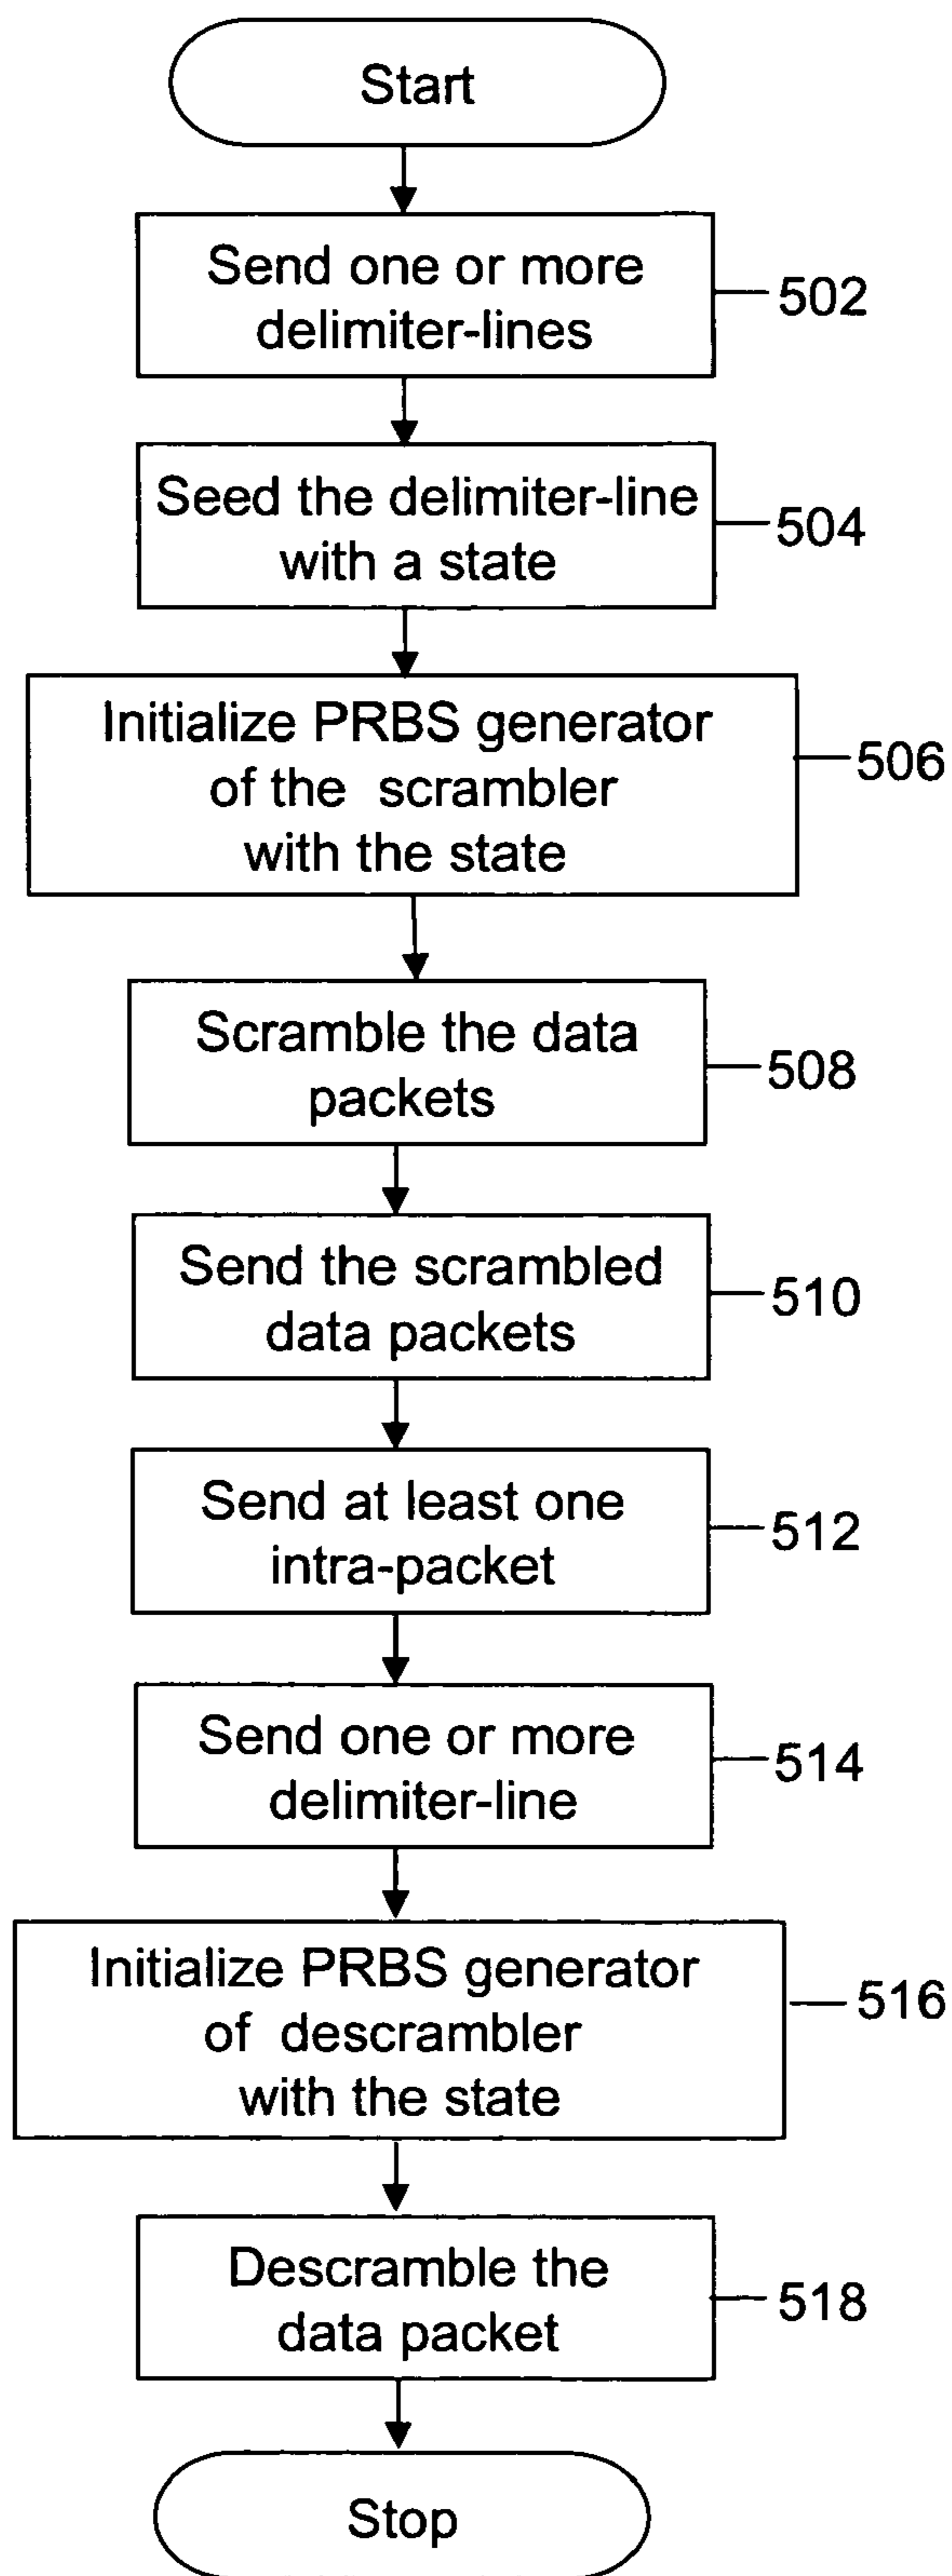 Start
Send one or more
delimiter-lines
502
Seed the delimiter-line
with a state
504
Initialize PRBS generator
of the scrambler
with the state
506
Scramble the data
packets
508
Send the scrambled
data packets
510
Send at least one
intra-packet
512
Send one or more
delimiter-line
514
Initialize PRBS generator
of descrambler
with the state
516
Descramble the
data packet
518
Stop